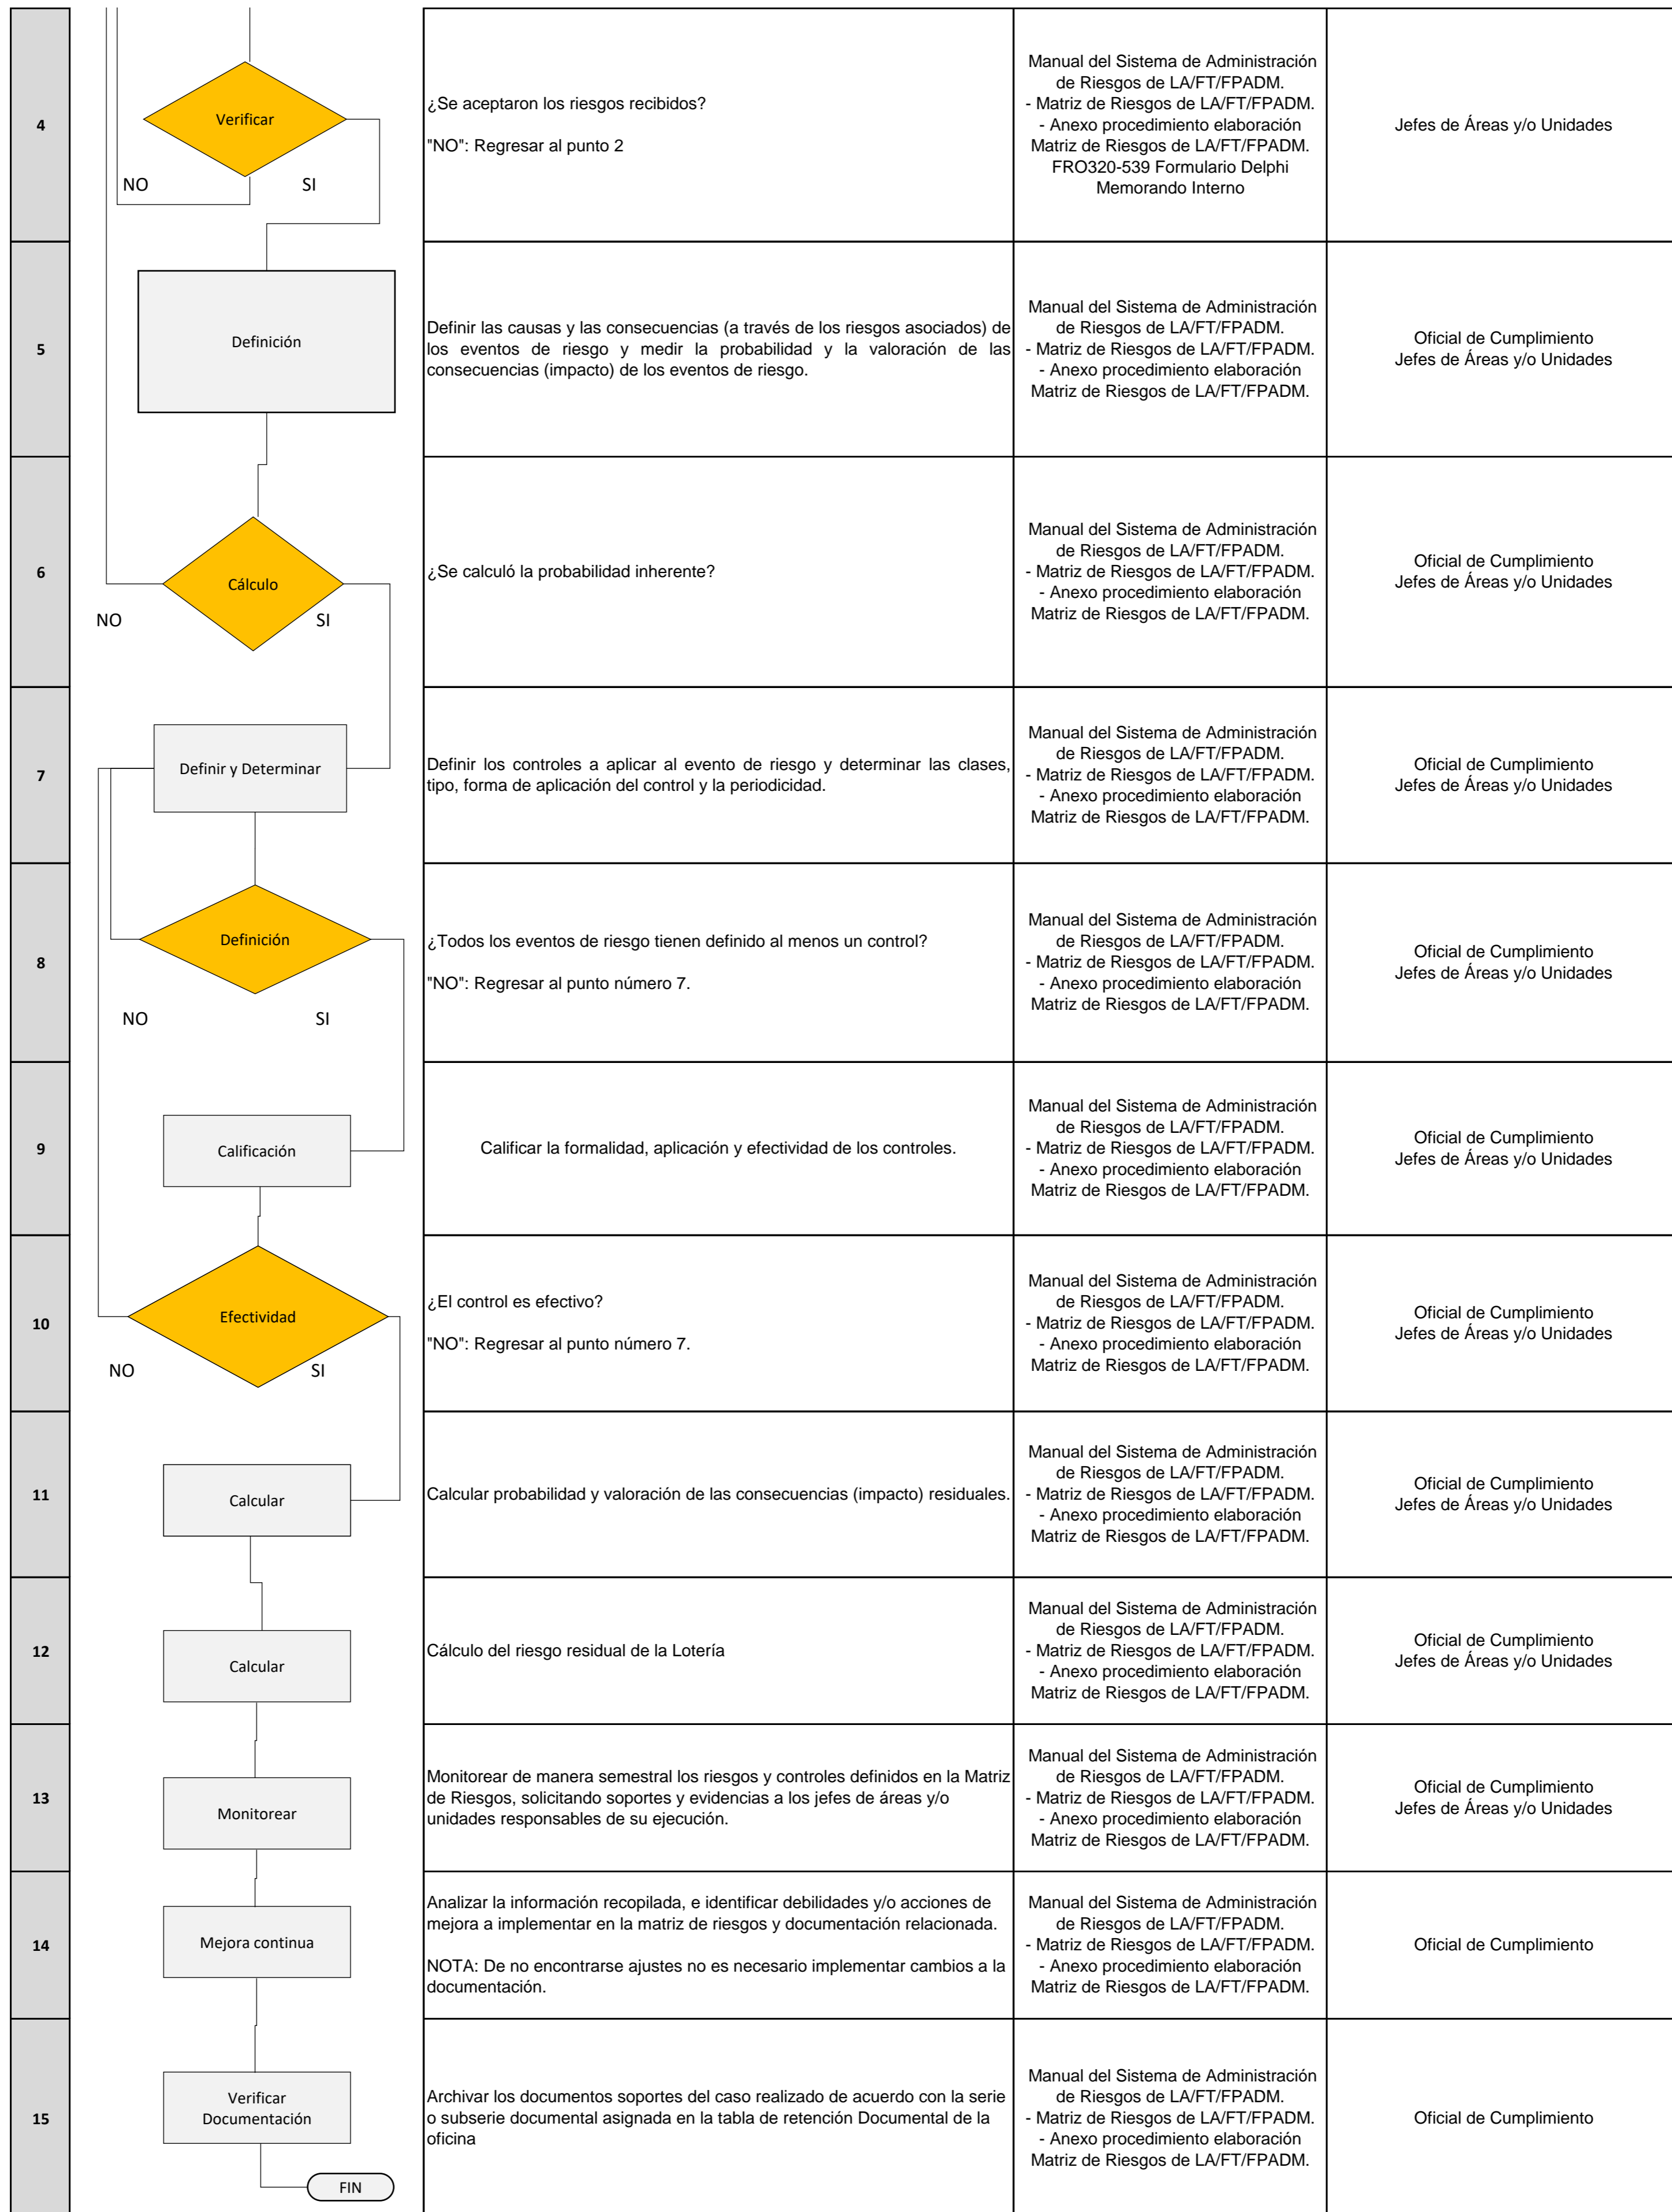 4
Verificar
NO
SI
¿Se aceptaron los riesgos recibidos?
"NO": Regresar al punto 2
Manual del Sistema de Administración
de Riesgos de LA/FT/FPADM.
- Matriz de Riesgos de LA/FT/FPADM.
- Anexo procedimiento elaboración
Matriz de Riesgos de LA/FT/FPADM.
FRO320-539 Formulario Delphi
Memorando Interno
Jefes de Áreas y/o Unidades
5
Definición
Definir las causas y las consecuencias (a través de los riesgos asociados) de
los eventos de riesgo y medir la probabilidad y la valoración de las
consecuencias (impacto) de los eventos de riesgo.
Manual del Sistema de Administración
de Riesgos de LA/FT/FPADM.
- Matriz de Riesgos de LA/FT/FPADM.
- Anexo procedimiento elaboración
Matriz de Riesgos de LA/FT/FPADM.
Oficial de Cumplimiento
Jefes de Áreas y/o Unidades
6
Cálculo
NO
SI
¿Se calculó la probabilidad inherente?
Manual del Sistema de Administración
de Riesgos de LA/FT/FPADM.
- Matriz de Riesgos de LA/FT/FPADM.
- Anexo procedimiento elaboración
Matriz de Riesgos de LA/FT/FPADM.
Oficial de Cumplimiento
Jefes de Áreas y/o Unidades
7
Definir y Determinar
Definir los controles a aplicar al evento de riesgo y determinar las clases,
tipo, forma de aplicación del control y la periodicidad.
Manual del Sistema de Administración
de Riesgos de LA/FT/FPADM.
- Matriz de Riesgos de LA/FT/FPADM.
- Anexo procedimiento elaboración
Matriz de Riesgos de LA/FT/FPADM.
Oficial de Cumplimiento
Jefes de Áreas y/o Unidades
8
Definición
NO
SI
¿Todos los eventos de riesgo tienen definido al menos un control?
"NO": Regresar al punto número 7.
Manual del Sistema de Administración
de Riesgos de LA/FT/FPADM.
- Matriz de Riesgos de LA/FT/FPADM.
- Anexo procedimiento elaboración
Matriz de Riesgos de LA/FT/FPADM.
Oficial de Cumplimiento
Jefes de Áreas y/o Unidades
9
Calificación
Calificar la formalidad, aplicación y efectividad de los controles.
Manual del Sistema de Administración
de Riesgos de LA/FT/FPADM.
- Matriz de Riesgos de LA/FT/FPADM.
- Anexo procedimiento elaboración
Matriz de Riesgos de LA/FT/FPADM.
Oficial de Cumplimiento
Jefes de Áreas y/o Unidades
10
Efectividad
NO
SI
¿El control es efectivo?
"NO": Regresar al punto número 7.
Manual del Sistema de Administración
de Riesgos de LA/FT/FPADM.
- Matriz de Riesgos de LA/FT/FPADM.
- Anexo procedimiento elaboración
Matriz de Riesgos de LA/FT/FPADM.
Oficial de Cumplimiento
Jefes de Áreas y/o Unidades
11
Calcular
Calcular probabilidad y valoración de las consecuencias (impacto) residuales.
Manual del Sistema de Administración
de Riesgos de LA/FT/FPADM.
- Matriz de Riesgos de LA/FT/FPADM.
- Anexo procedimiento elaboración
Matriz de Riesgos de LA/FT/FPADM.
Oficial de Cumplimiento
Jefes de Áreas y/o Unidades
12
Calcular
Cálculo del riesgo residual de la Lotería
Manual del Sistema de Administración
de Riesgos de LA/FT/FPADM.
- Matriz de Riesgos de LA/FT/FPADM.
- Anexo procedimiento elaboración
Matriz de Riesgos de LA/FT/FPADM.
Oficial de Cumplimiento
Jefes de Áreas y/o Unidades
13
Monitorear
Monitorear de manera semestral los riesgos y controles definidos en la Matriz
de Riesgos, solicitando soportes y evidencias a los jefes de áreas y/o
unidades responsables de su ejecución.
Manual del Sistema de Administración
de Riesgos de LA/FT/FPADM.
- Matriz de Riesgos de LA/FT/FPADM.
- Anexo procedimiento elaboración
Matriz de Riesgos de LA/FT/FPADM.
Oficial de Cumplimiento
Jefes de Áreas y/o Unidades
14
Mejora continua
Analizar la información recopilada, e identificar debilidades y/o acciones de
mejora a implementar en la matriz de riesgos y documentación relacionada.
NOTA: De no encontrarse ajustes no es necesario implementar cambios a la
documentación.
Manual del Sistema de Administración
de Riesgos de LA/FT/FPADM.
- Matriz de Riesgos de LA/FT/FPADM.
- Anexo procedimiento elaboración
Matriz de Riesgos de LA/FT/FPADM.
Oficial de Cumplimiento
15
Verificar
Documentación
FIN
Archivar los documentos soportes del caso realizado de acuerdo con la serie
o subserie documental asignada en la tabla de retención Documental de la
oficina
Manual del Sistema de Administración
de Riesgos de LA/FT/FPADM.
- Matriz de Riesgos de LA/FT/FPADM.
- Anexo procedimiento elaboración
Matriz de Riesgos de LA/FT/FPADM.
Oficial de Cumplimiento